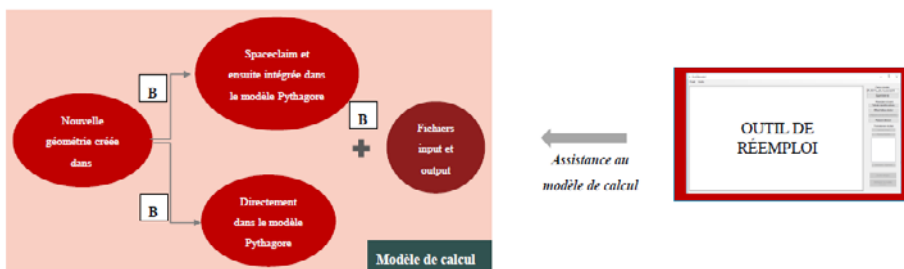 Nouvelle
géométrie créée
dans
B
Spaceclaim et
ensuite intégrée dans
le modèle Pythagore
B
Directement
dans le modèle
Pythagore
B
Fichiers
input et
output
Modèle de calcul
Assistance au
modèle de calcul
OUTIL DE
RÉEMPLOI